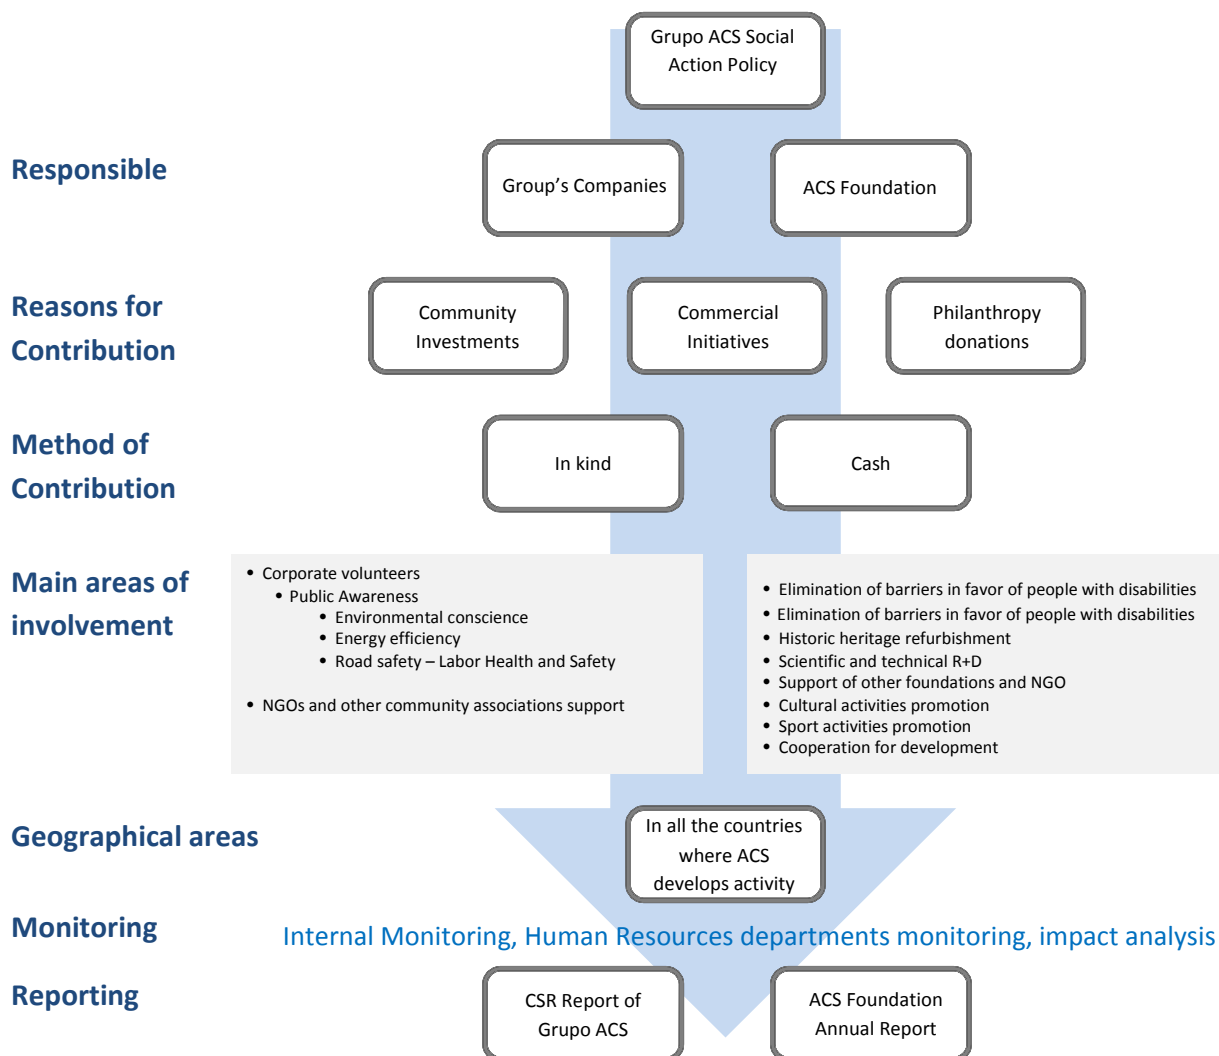 Grupo ACS Social
Action Policy
Responsible
Group's Companies
ACS Foundation
Reasons for
Contribution
Community
Investments
Commercial
Initiatives
Philanthropy
donations
Method of
Contribution
In kind
Cash
Main areas of
involvement
• Corporate volunteers
• Public Awareness
• Environmental conscience
• Energy efficiency
• Road safety – Labor Health and Safety
• NGOs and other community associations support
• Elimination of barriers in favor of people with disabilities
• Elimination of barriers in favor of people with disabilities
• Historic heritage refurbishment
• Scientific and technical R+D
• Support of other foundations and NGO
• Cultural activities promotion
• Sport activities promotion
• Cooperation for development
Geographical areas
In all the countries
where ACS
develops activity
Monitoring
Internal Monitoring, Human Resources departments monitoring, impact analysis
Reporting
CSR Report of
Grupo ACS
ACS Foundation
Annual Report